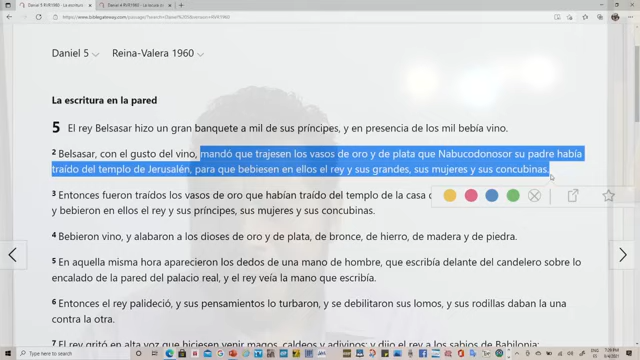 Daniel 5 RVR1960 - La escritura
Daniel 4 RVR1960 - La locura
Daniel 5
Reina-Valera 1960
La escritura en la pared
5 El rey Belsasar hizo un gran banquete a mil de sus príncipes, y en presencia de los mil bebía vino.
2 Belsasar, con el gusto del vino, mandó que trajesen los vasos de oro y de plata que Nabucodonosor su padre había
traído del templo de Jerusalén, para que bebiesen en ellos el rey y sus grandes, sus mujeres y sus concubinas.
3 Entonces fueron traídos los vasos de oro que habían traído del templo de la casa
y bebieron en ellos el rey y sus príncipes, sus mujeres y sus concubinas.
4 Bebieron vino, y alabaron a los dioses de oro y de plata, de bronce, de hierro, de madera y de piedra.
5 En aquella misma hora aparecieron los dedos de una mano de hombre, que escribía delante del candelero sobre lo
encalado de la pared del palacio real, y el rey veía la mano que escribía.
6 Entonces el rey palideció, y sus pensamientos lo turbaron, y se debilitaron sus lomos, y sus rodillas daban la una
contra la otra.
7 El rey gritó en alta voz que hiciesen venir magos, caldeos y adivinos; y dijo el rey a los sabios de Babilonia:
Type here to search